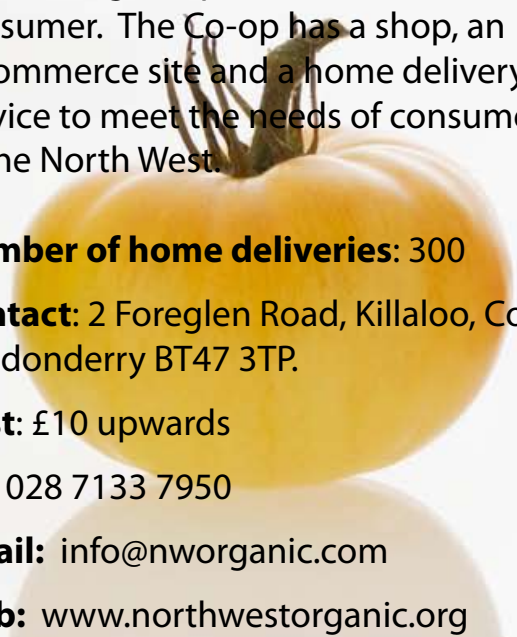 sumer. The Co-op has a shop, an
ommerce site and a home delivery
vice to meet the needs of consum
he North West.
mber of home deliveries: 300
ntact: 2 Foreglen Road, Killaloo, Co
donderry BT47 3TP.
st: £10 upwards
028 7133 7950
ail: info@nworganic.com
b: www.northwestorganic.org